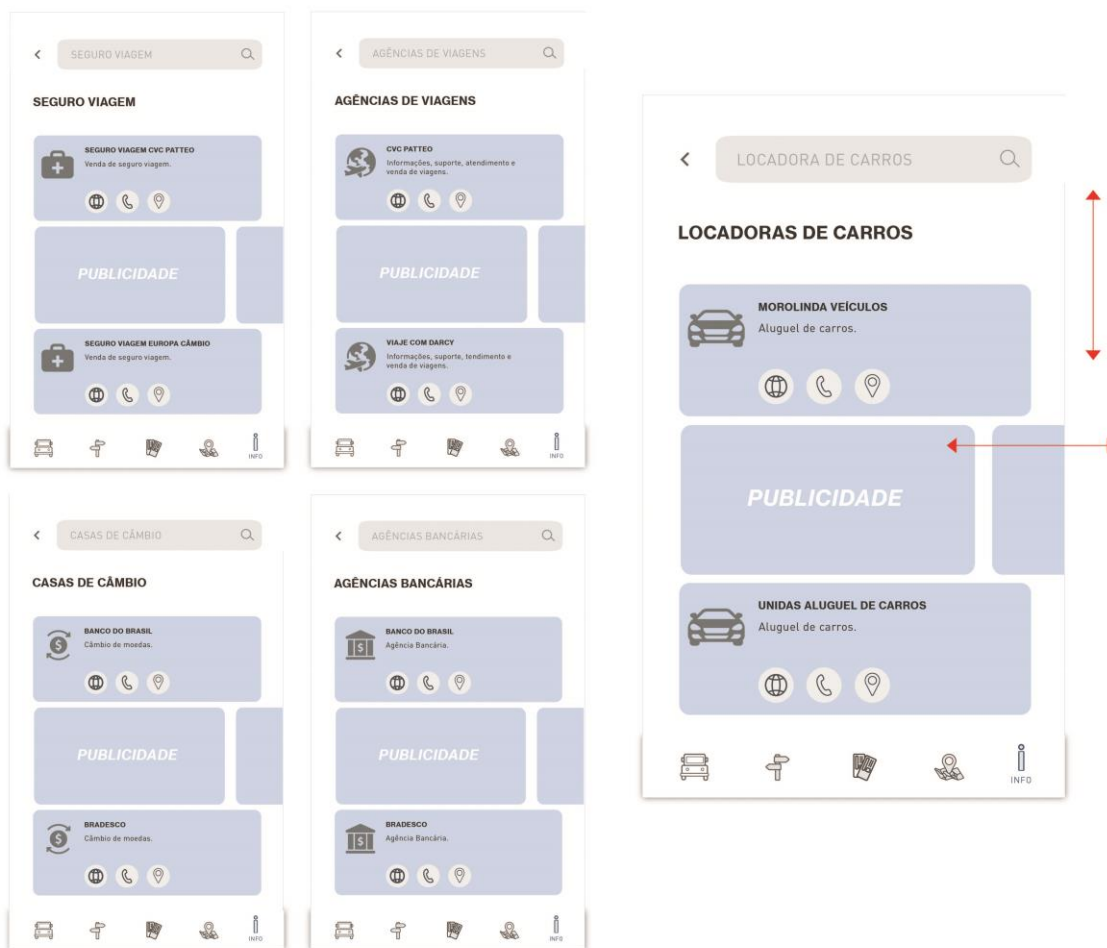 SEGURO VIAGEM
SEGURO VIAGEM
SEGURO VIAGEM CVC PATTEO
Venda de seguro viagem.
PUBLICIDADE
SEGURO VIAGEM EUROPA CÂMBIO
Venda de seguro viagem.
INFO
AGÊNCIAS DE VIAGENS
AGÊNCIAS DE VIAGENS
CVC PATTEO
Informações, suporte, atendimento e
venda de viagens.
PUBLICIDADE
VIAJE COM DARCY
Informações, suporte, tendimento e
venda de viagens.
INFO
LOCADORA DE CARROS
LOCADORAS DE CARROS
MOROLINDA VEÍCULOS
Aluguel de carros.
PUBLICIDADE
UNIDAS ALUGUEL DE CARROS
Aluguel de carros.
INFO
CASAS DE CÂMBIO
CASAS DE CÂMBIO
BANCO DO BRASIL
Câmbio de moedas.
PUBLICIDADE
BRADESCO
Câmbio de moedas.
INFO
AGÊNCIAS BANCÁRIAS
AGÊNCIAS BANCÁRIAS
BANCO DO BRASIL
Agência Bancária.
PUBLICIDADE
BRADESCO
Agência Bancária.
INFO